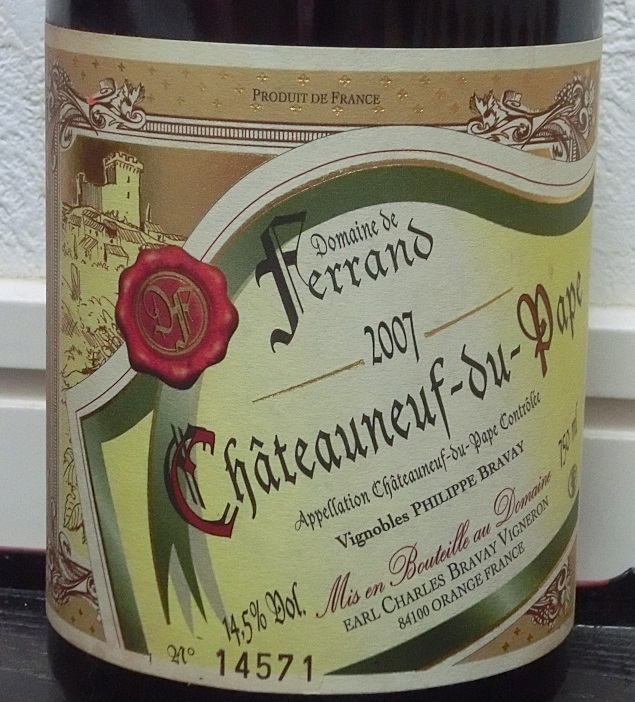 PRODUIT DE FRANCE
Domaine de
Ferrand
DF
2007
Châteauneuf-du-Pape
Appellation Châteauneuf-du-Pape Contrôlée
750 ml
Vignobles PHILIPPE BRAVAY
Mis en Bouteille au Domaine
EARL CHARLES BRAVAY VIGNERON
84100 ORANGE FRANCE
14,5% Vol.
N° 14571